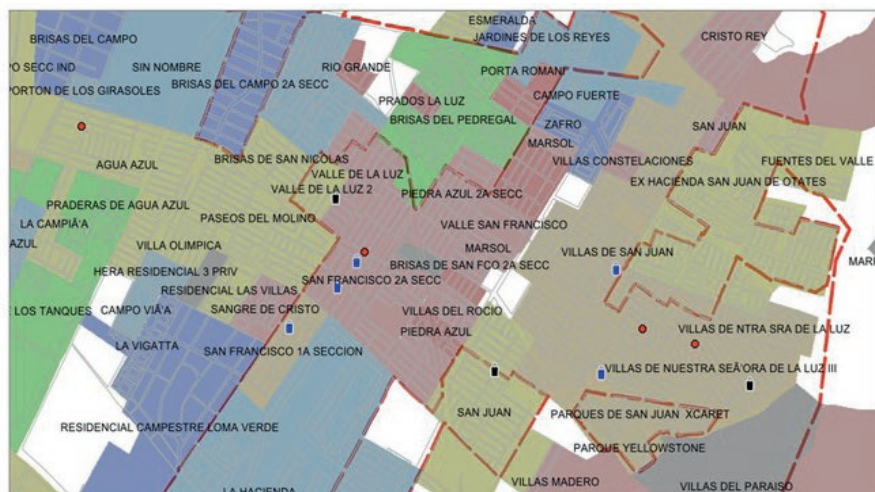 ESMERALDA
JARDINES DE LOS REYES
CRISTO REY
BRISAS DEL CAMPO
PO SECC IND
SIN NOMBRE
RIO GRANDE
PORTA ROMANI
PORTON DE LOS GIRASOLES
BRISAS DEL CAMPO 2A SECC
CAMPO FUERTE
PRADOS LA LUZ
BRISAS DEL PEDREGAL
ZAFRO
SAN JUAN
MARSOL
AGUA AZUL
BRISAS DE SAN NICOLAS
VILLAS CONSTELACIONES
FUENTES DEL VALLE
VALLE DE LA LUZ
EX HACIENDA SAN JUAN DE OTATES
VALLE DE LA LUZ 2
PIEDRA AZUL 2A SECC
PRADERAS DE AGUA AZUL
PASEOS DEL MOLINO
LA CAMPIÃ'A
VALLE SAN FRANCISCO
AZUL
VILLA OLIMPICA
MARSOL
VILLAS DE SAN JUAN
MARI
BRISAS DE SAN FCO 2A SECC
HERA RESIDENCIAL 3 PRIV
SAN FRANCISCO 2A SECC
RESIDENCIAL LAS VILLAS
E LOS TANQUES
CAMPO VIÃ'A
SANGRE DE CRISTO
VILLAS DEL ROCIO
PIEDRA AZUL
VILLAS DE NTRA SRA DE LA LUZ
LA VIGATTA
SAN FRANCISCO 1A SECCION
VILLAS DE NUESTRA SEÃ'ORA DE LA LUZ III
SAN JUAN
PARQUES DE SAN JUAN XCARET
RESIDENCIAL CAMPESTRE LOMA VERDE
PARQUE YELLOWSTONE
VILLAS MADERO
VILLAS DEL PARAISO
LA HACIENDA